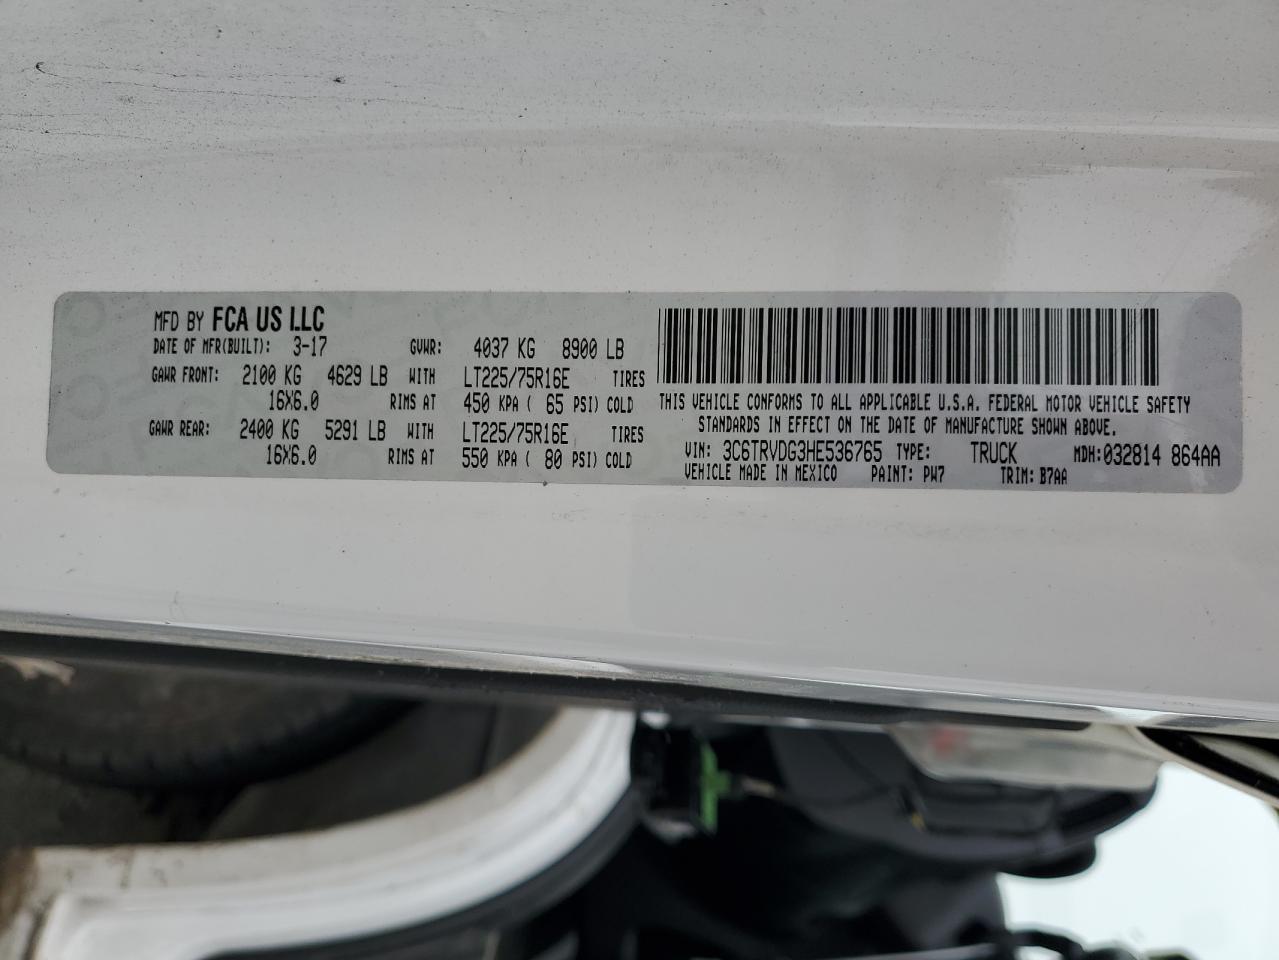 MFD BY FCA US LLC
DATE OF MFR(BUILT): 3-17 GVWR: 4037 KG 8900 LB
GAWR FRONT: 2100 KG 4629 LB WITH LT225/75R16E TIRES
16X6.0 RIMS AT 450 KPA ( 65 PSI) COLD
GAWR REAR: 2400 KG 5291 LB WITH LT225/75R16E TIRES
16X6.0 RIMS AT 550 KPA ( 80 PSI) COLD
THIS VEHICLE CONFORMS TO ALL APPLICABLE U.S.A. FEDERAL MOTOR VEHICLE SAFETY
STANDARDS IN EFFECT ON THE DATE OF MANUFACTURE SHOWN ABOVE.
VIN: 3C6TRVDG3HE536765 TYPE: TRUCK MDH:032814 864AA
VEHICLE MADE IN MEXICO PAINT: PW7 TRIM: B7AA